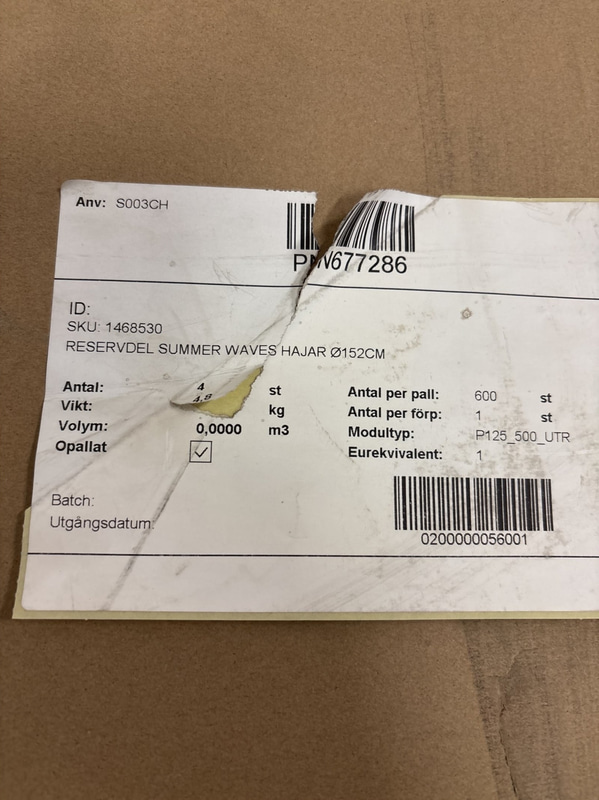 Anv: S003CH
PNN677286
ID:
SKU: 1468530
RESERVDEL SUMMER WAVES HAJAR Ø152CM
Antal: 4 st
Vikt: 4,8 kg
Volym: 0,0000 m3
Opallat
Antal per pall: 600 st
Antal per förp: 1 st
Modultyp: P125_500_UTR
Eurekvivalent: 1
Batch:
Utgångsdatum:
0200000056001